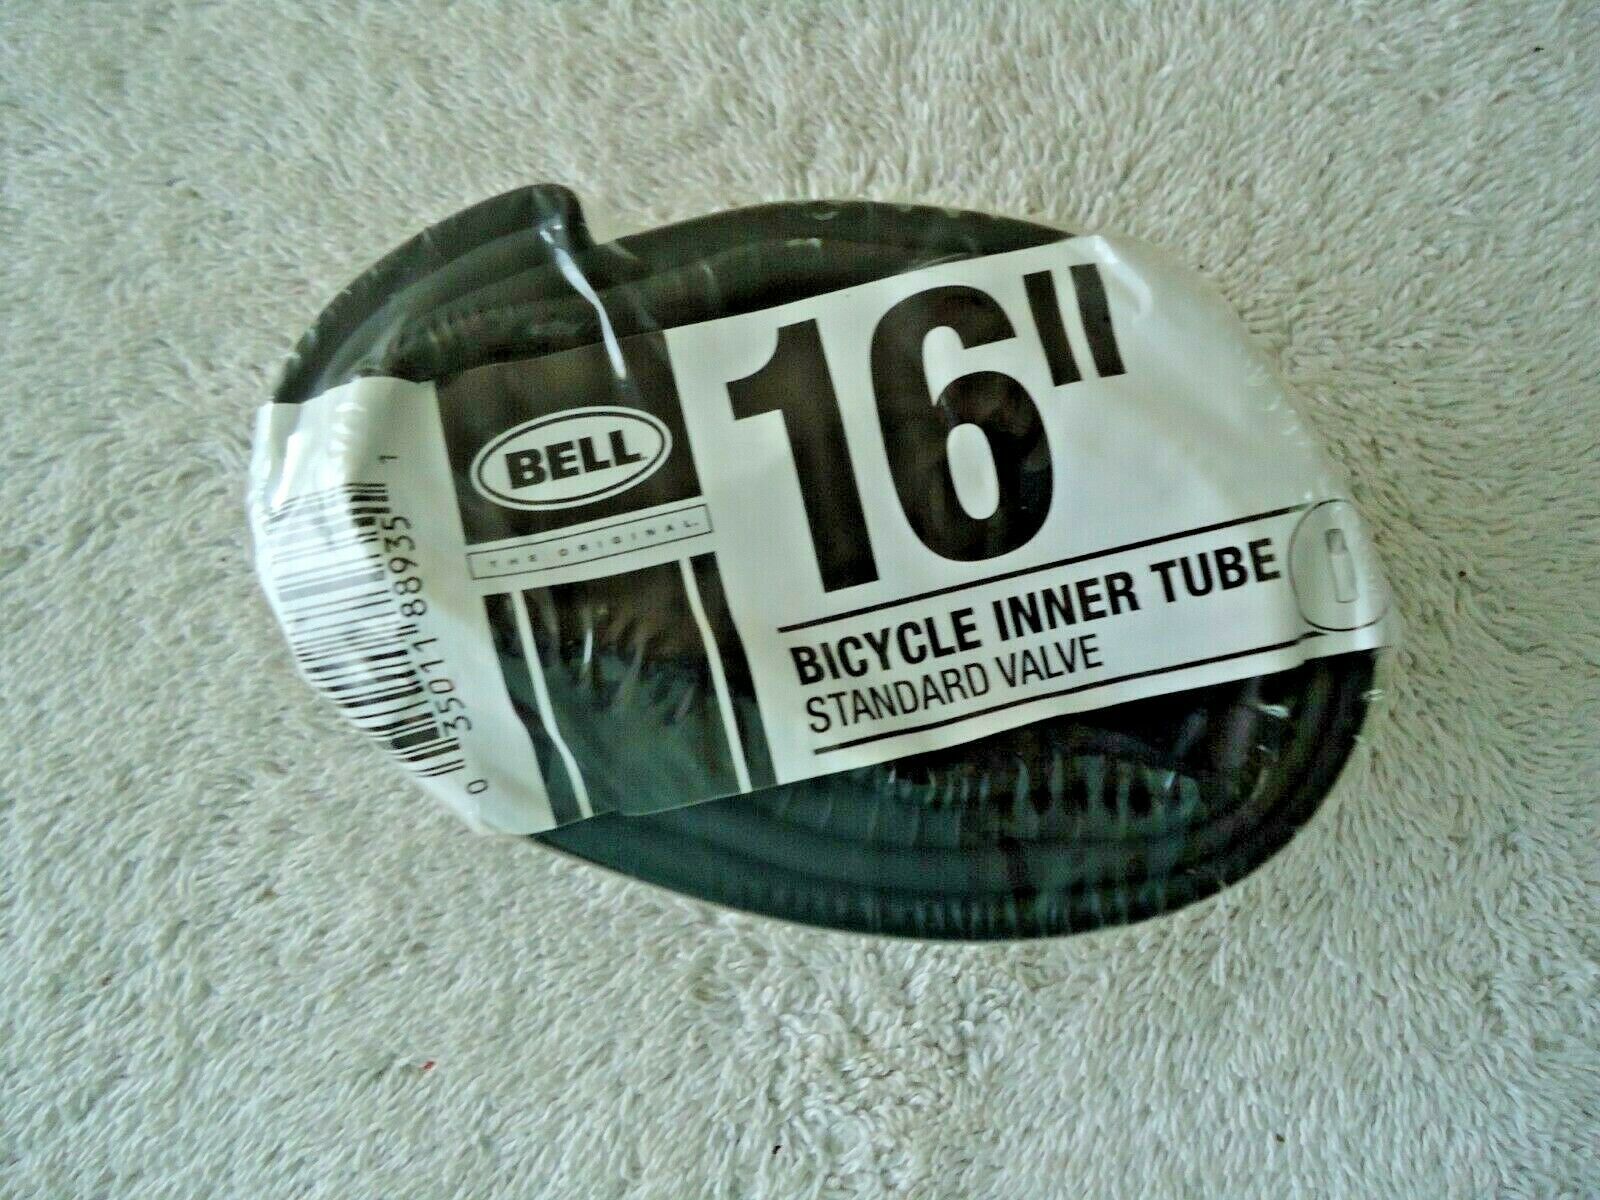 BELL
THE ORIGINAL
16"
BICYCLE INNER TUBE
STANDARD VALVE
0 35011 88935 1